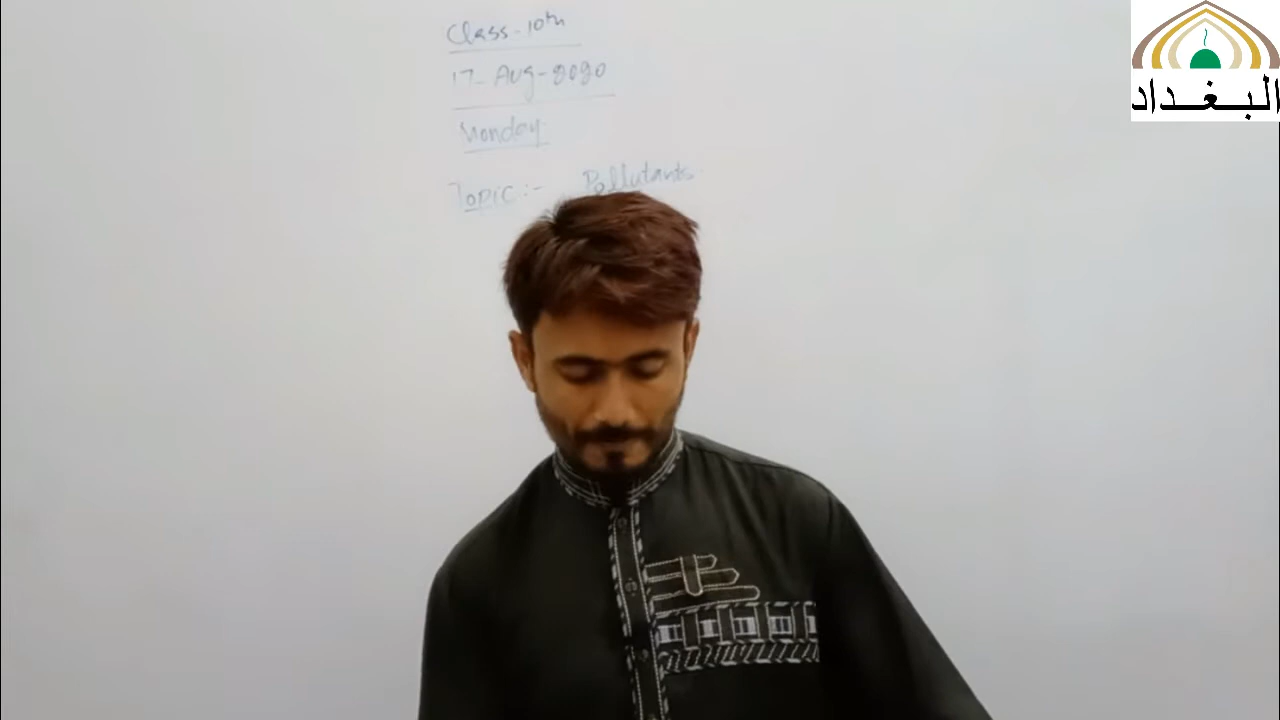 Class - 10th
17 - Aug - 2020
Monday
Topic :- Pollutants
البغداد